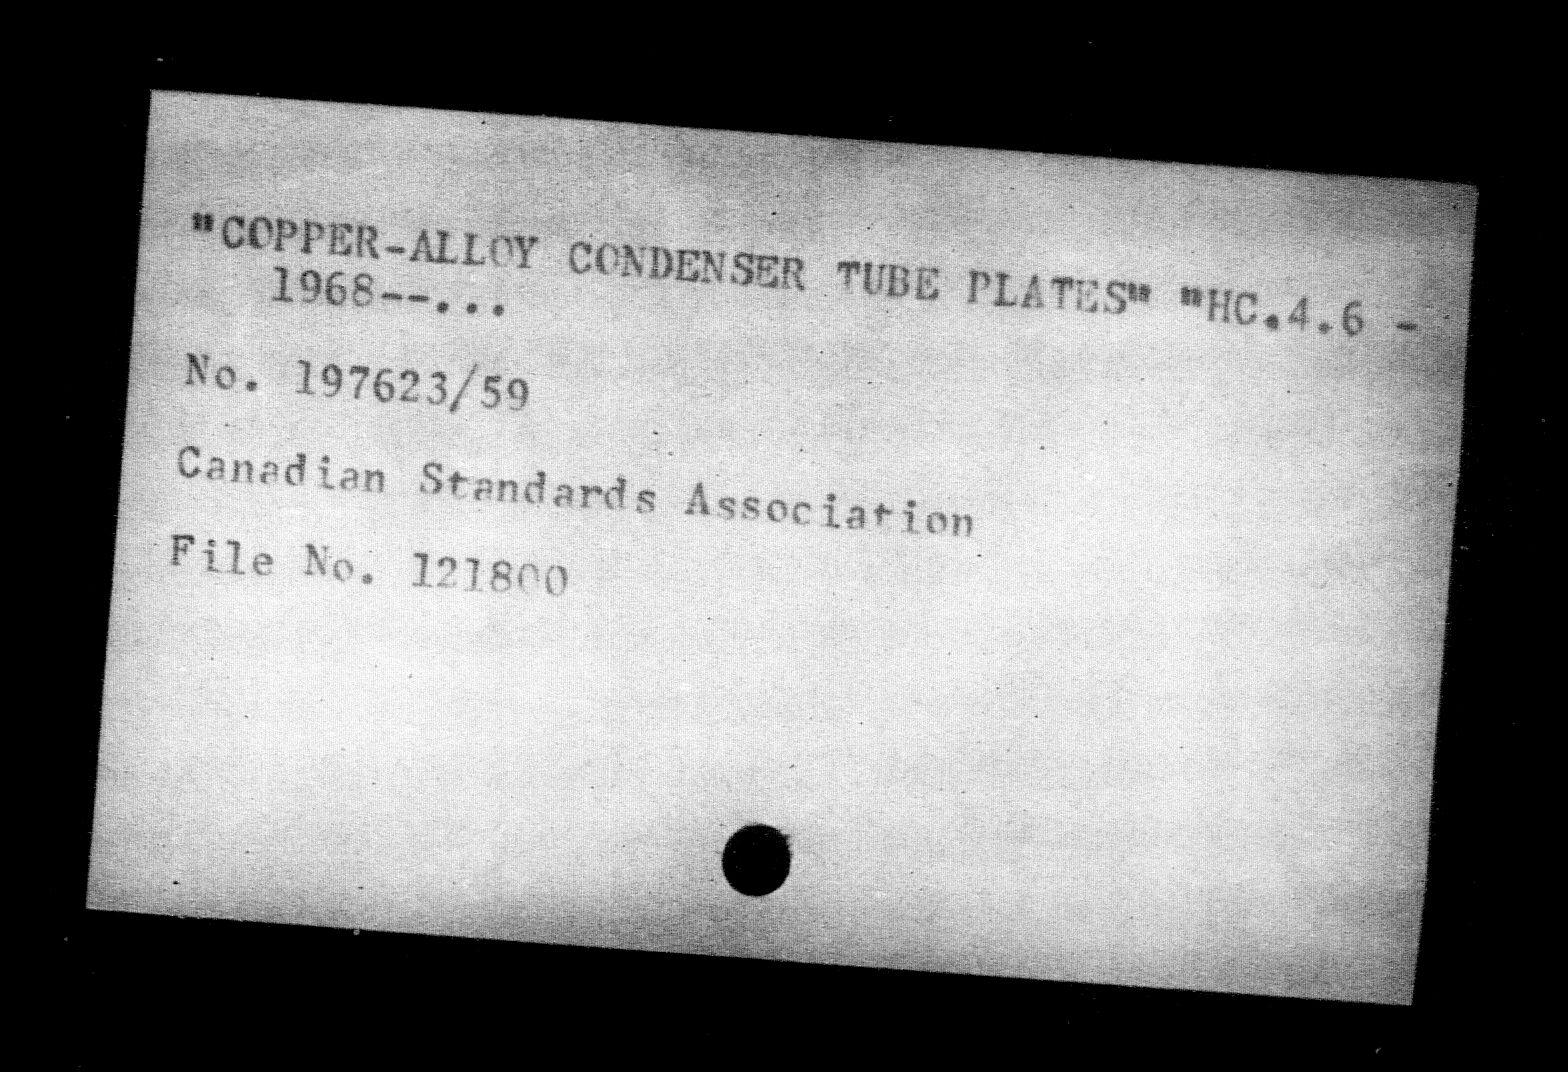 "COPPER-ALLOY CONDENSER TUBE PLATES" "HC.4.6 -
1968--...
No. 197623/59
Canadian Standards Association
File No. 121800